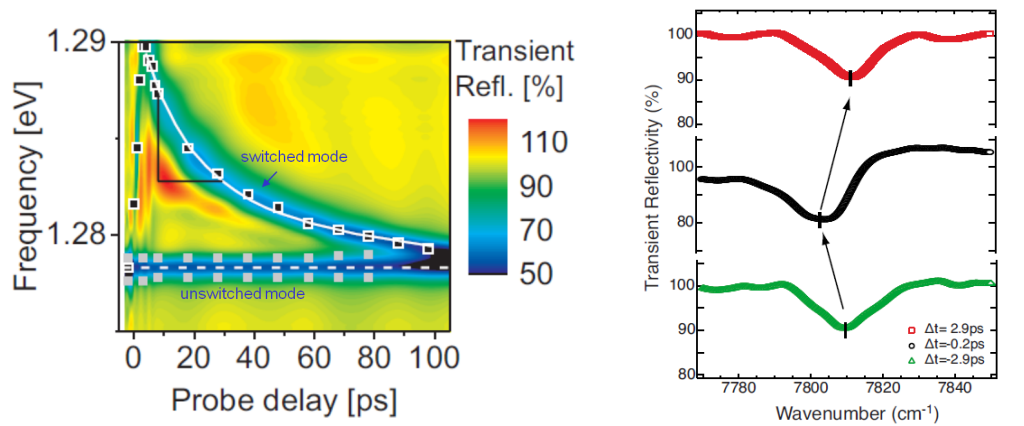 1.29
1.28
Frequency [eV]
switched mode
unswitched mode
0 20 40 60 80 100
Probe delay [ps]
Transient
Refl. [%]
110
90
70
50
100
90
80
100
80
100
90
80
Transient Reflectivity (%)
Δt= 2.9ps
Δt=-0.2ps
Δt=-2.9ps
7780 7800 7820 7840
Wavenumber (cm⁻¹)